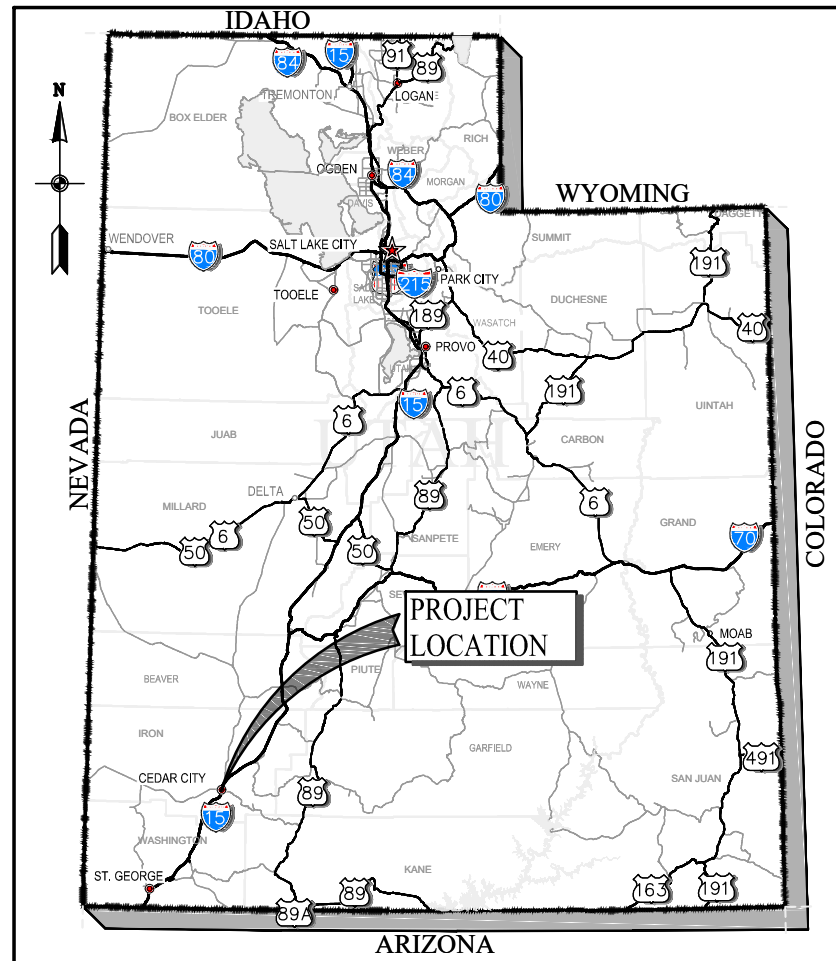 IDAHO
84
15
91
89
TREMONTON
LOGAN
BOX ELDER
N
RICH
WEBER
OGDEN
84
MORGAN
80
WYOMING
DAVIS
DAGGETT
WENDOVER
SALT LAKE CITY
SUMMIT
80
191
PARK CITY
215
TOOELE
SALT
LAKE
DUCHESNE
TOOELE
189
WASATCH
40
PROVO
40
UTAH
6
191
15
UINTAH
6
NEVADA
JUAB
UTAH
CARBON
COLORADO
DELTA
89
MILLARD
6
50
GRAND
6
50
SANPETE
50
EMERY
70
PROJECT
LOCATION
MOAB
191
PIUTE
BEAVER
WAYNE
IRON
GARFIELD
491
CEDAR CITY
SAN JUAN
89
15
WASHINGTON
KANE
ST. GEORGE
89
163
191
89A
ARIZONA